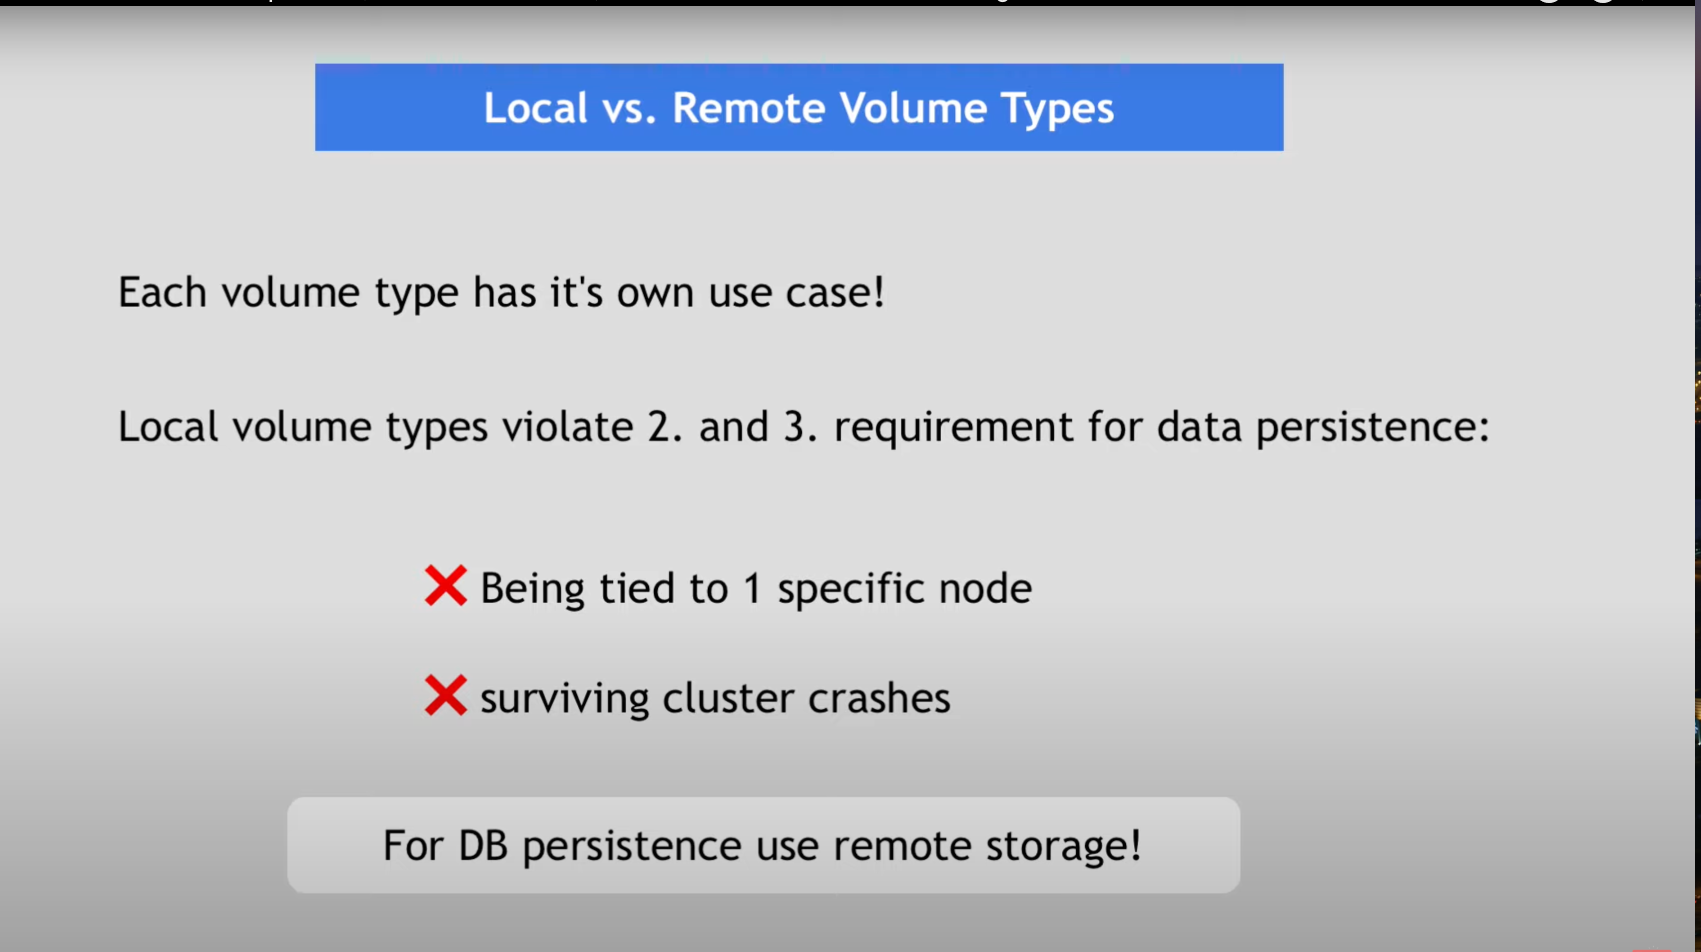 Local vs. Remote Volume Types
Each volume type has it's own use case!
Local volume types violate 2. and 3. requirement for data persistence:
Being tied to 1 specific node
surviving cluster crashes
For DB persistence use remote storage!